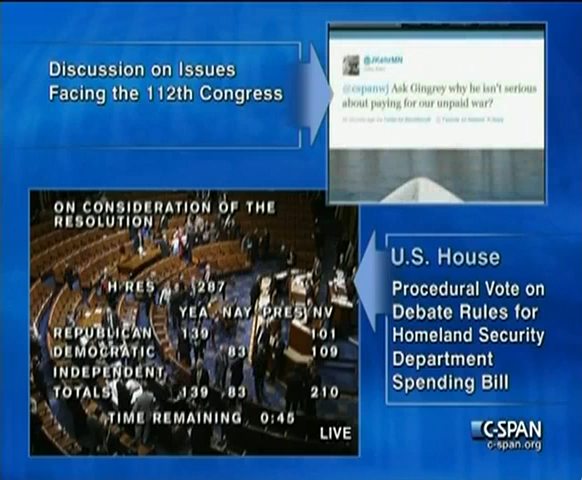 Discussion on Issues
Facing the 112th Congress
@JKehrMN
@cspanwj Ask Gingrey why he isn't serious
about paying for our unpaid war?
ON CONSIDERATION OF THE
RESOLUTION
H RES 287
YEA NAY PRES NV
REPUBLICAN 139 101
DEMOCRATIC 83 109
INDEPENDENT
TOTALS 139 83 210
TIME REMAINING 0:45
LIVE
U.S. House
Procedural Vote on
Debate Rules for
Homeland Security
Department
Spending Bill
C-SPAN
c-span.org